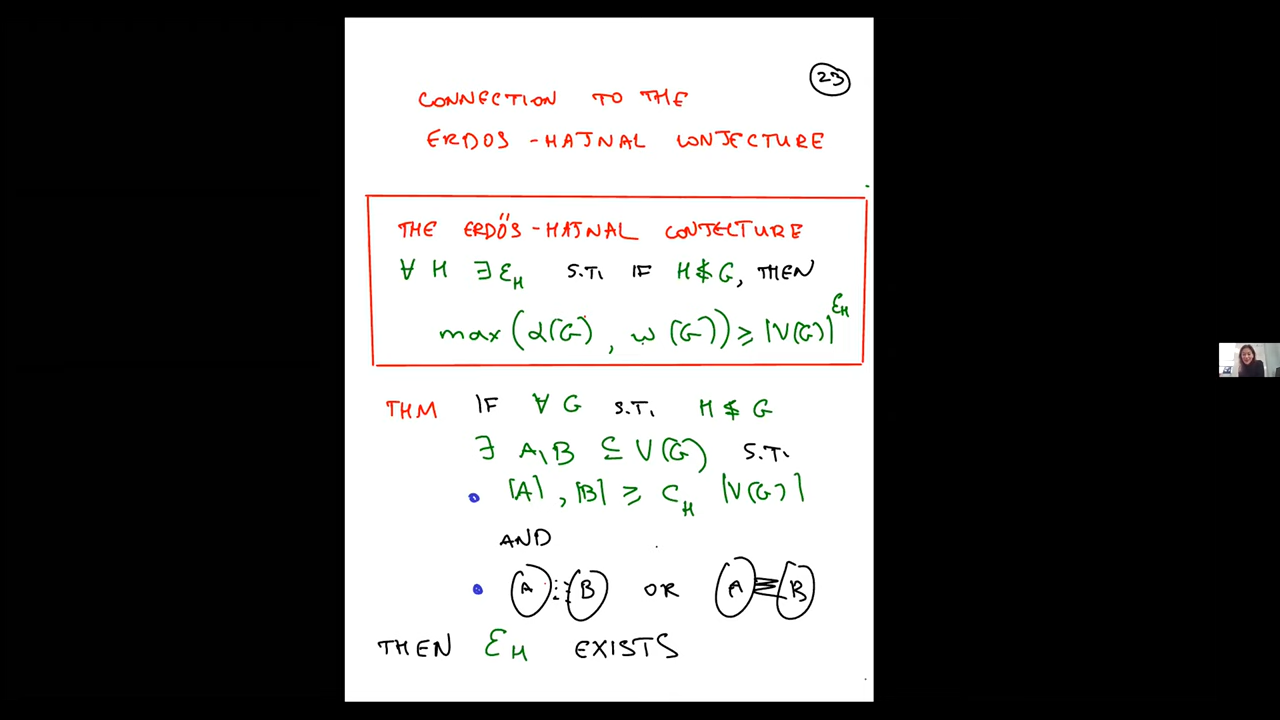 23
CONNECTION TO THE
ERDOS - HAJNAL CONJECTURE
THE ERDŐS - HAJNAL CONJECTURE
∀ H ∃ ε_H S.T. IF H ⊈ G, THEN
max(α(G), ω(G)) ≥ |V(G)|^{ε_H}
THM IF ∀ G S.T. H ⊈ G
∃ A, B ⊆ V(G) S.T.
• |A|, |B| ≥ C_H |V(G)|
AND
• A B OR A B
THEN ε_H EXISTS